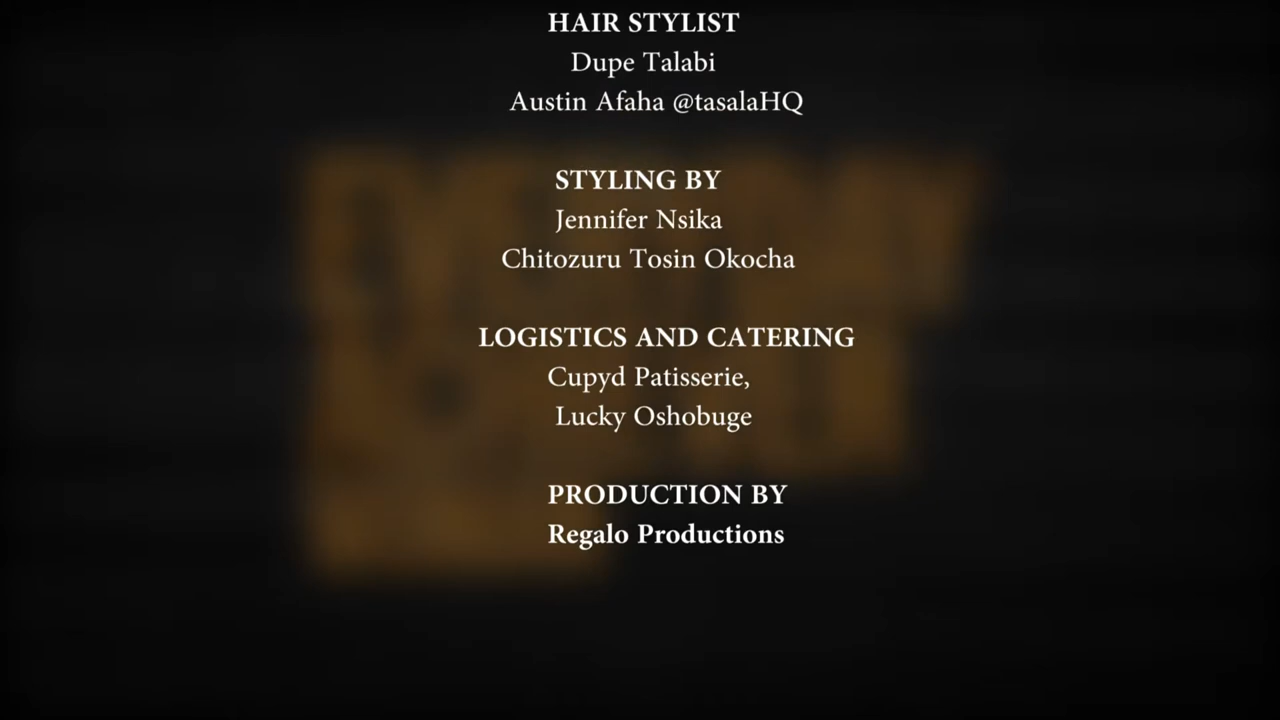 HAIR STYLIST
Dupe Talabi
Austin Afaha @tasalaHQ
STYLING BY
Jennifer Nsika
Chitozuru Tosin Okocha
LOGISTICS AND CATERING
Cupyd Patisserie,
Lucky Oshobuge
PRODUCTION BY
Regalo Productions